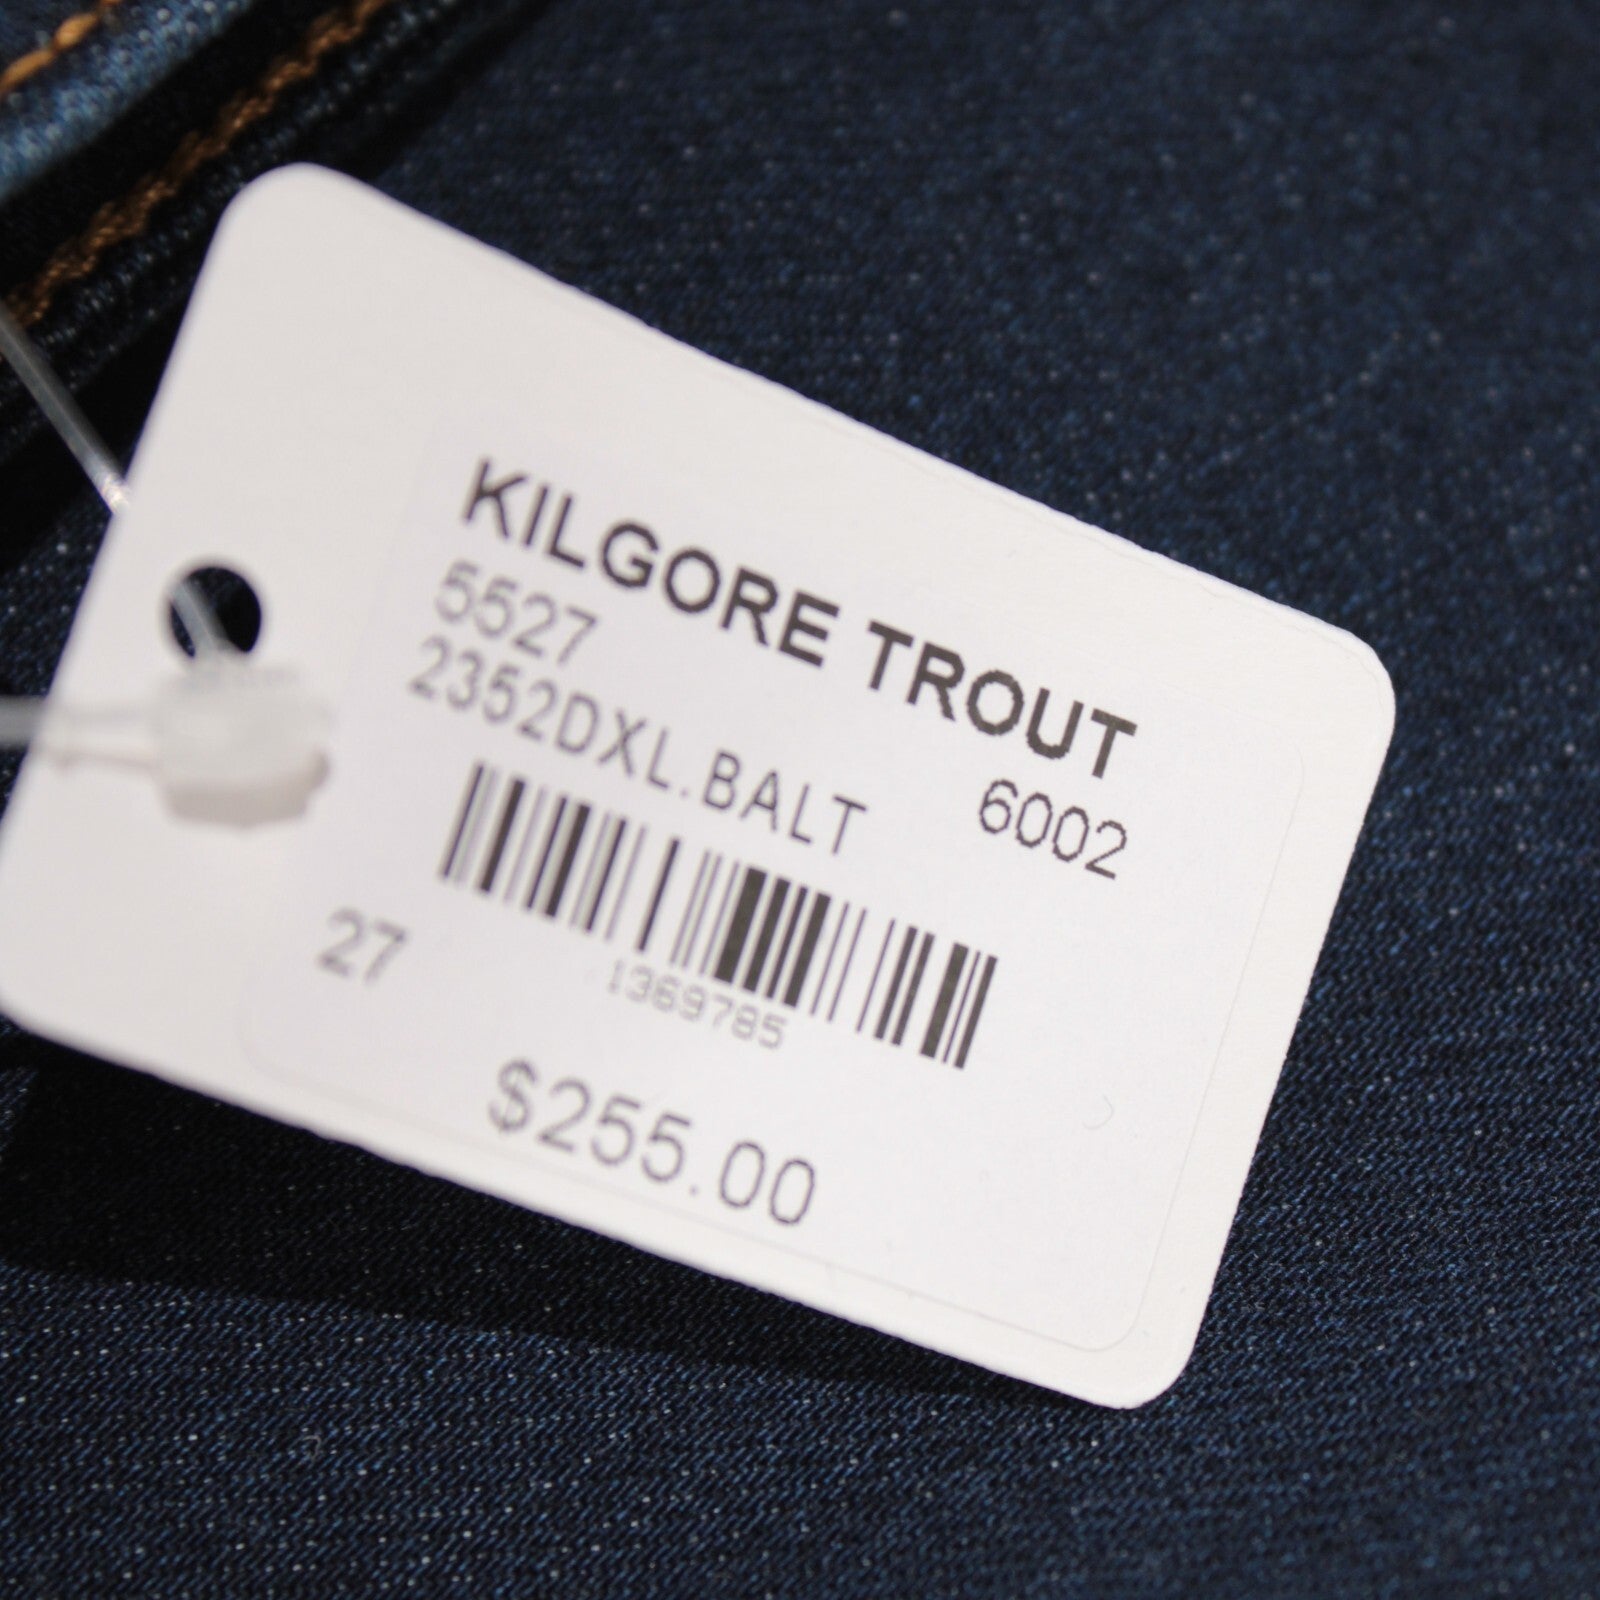 KILGORE TROUT
5527
2352DXL.BALT 6002
27
1369785
$255.00